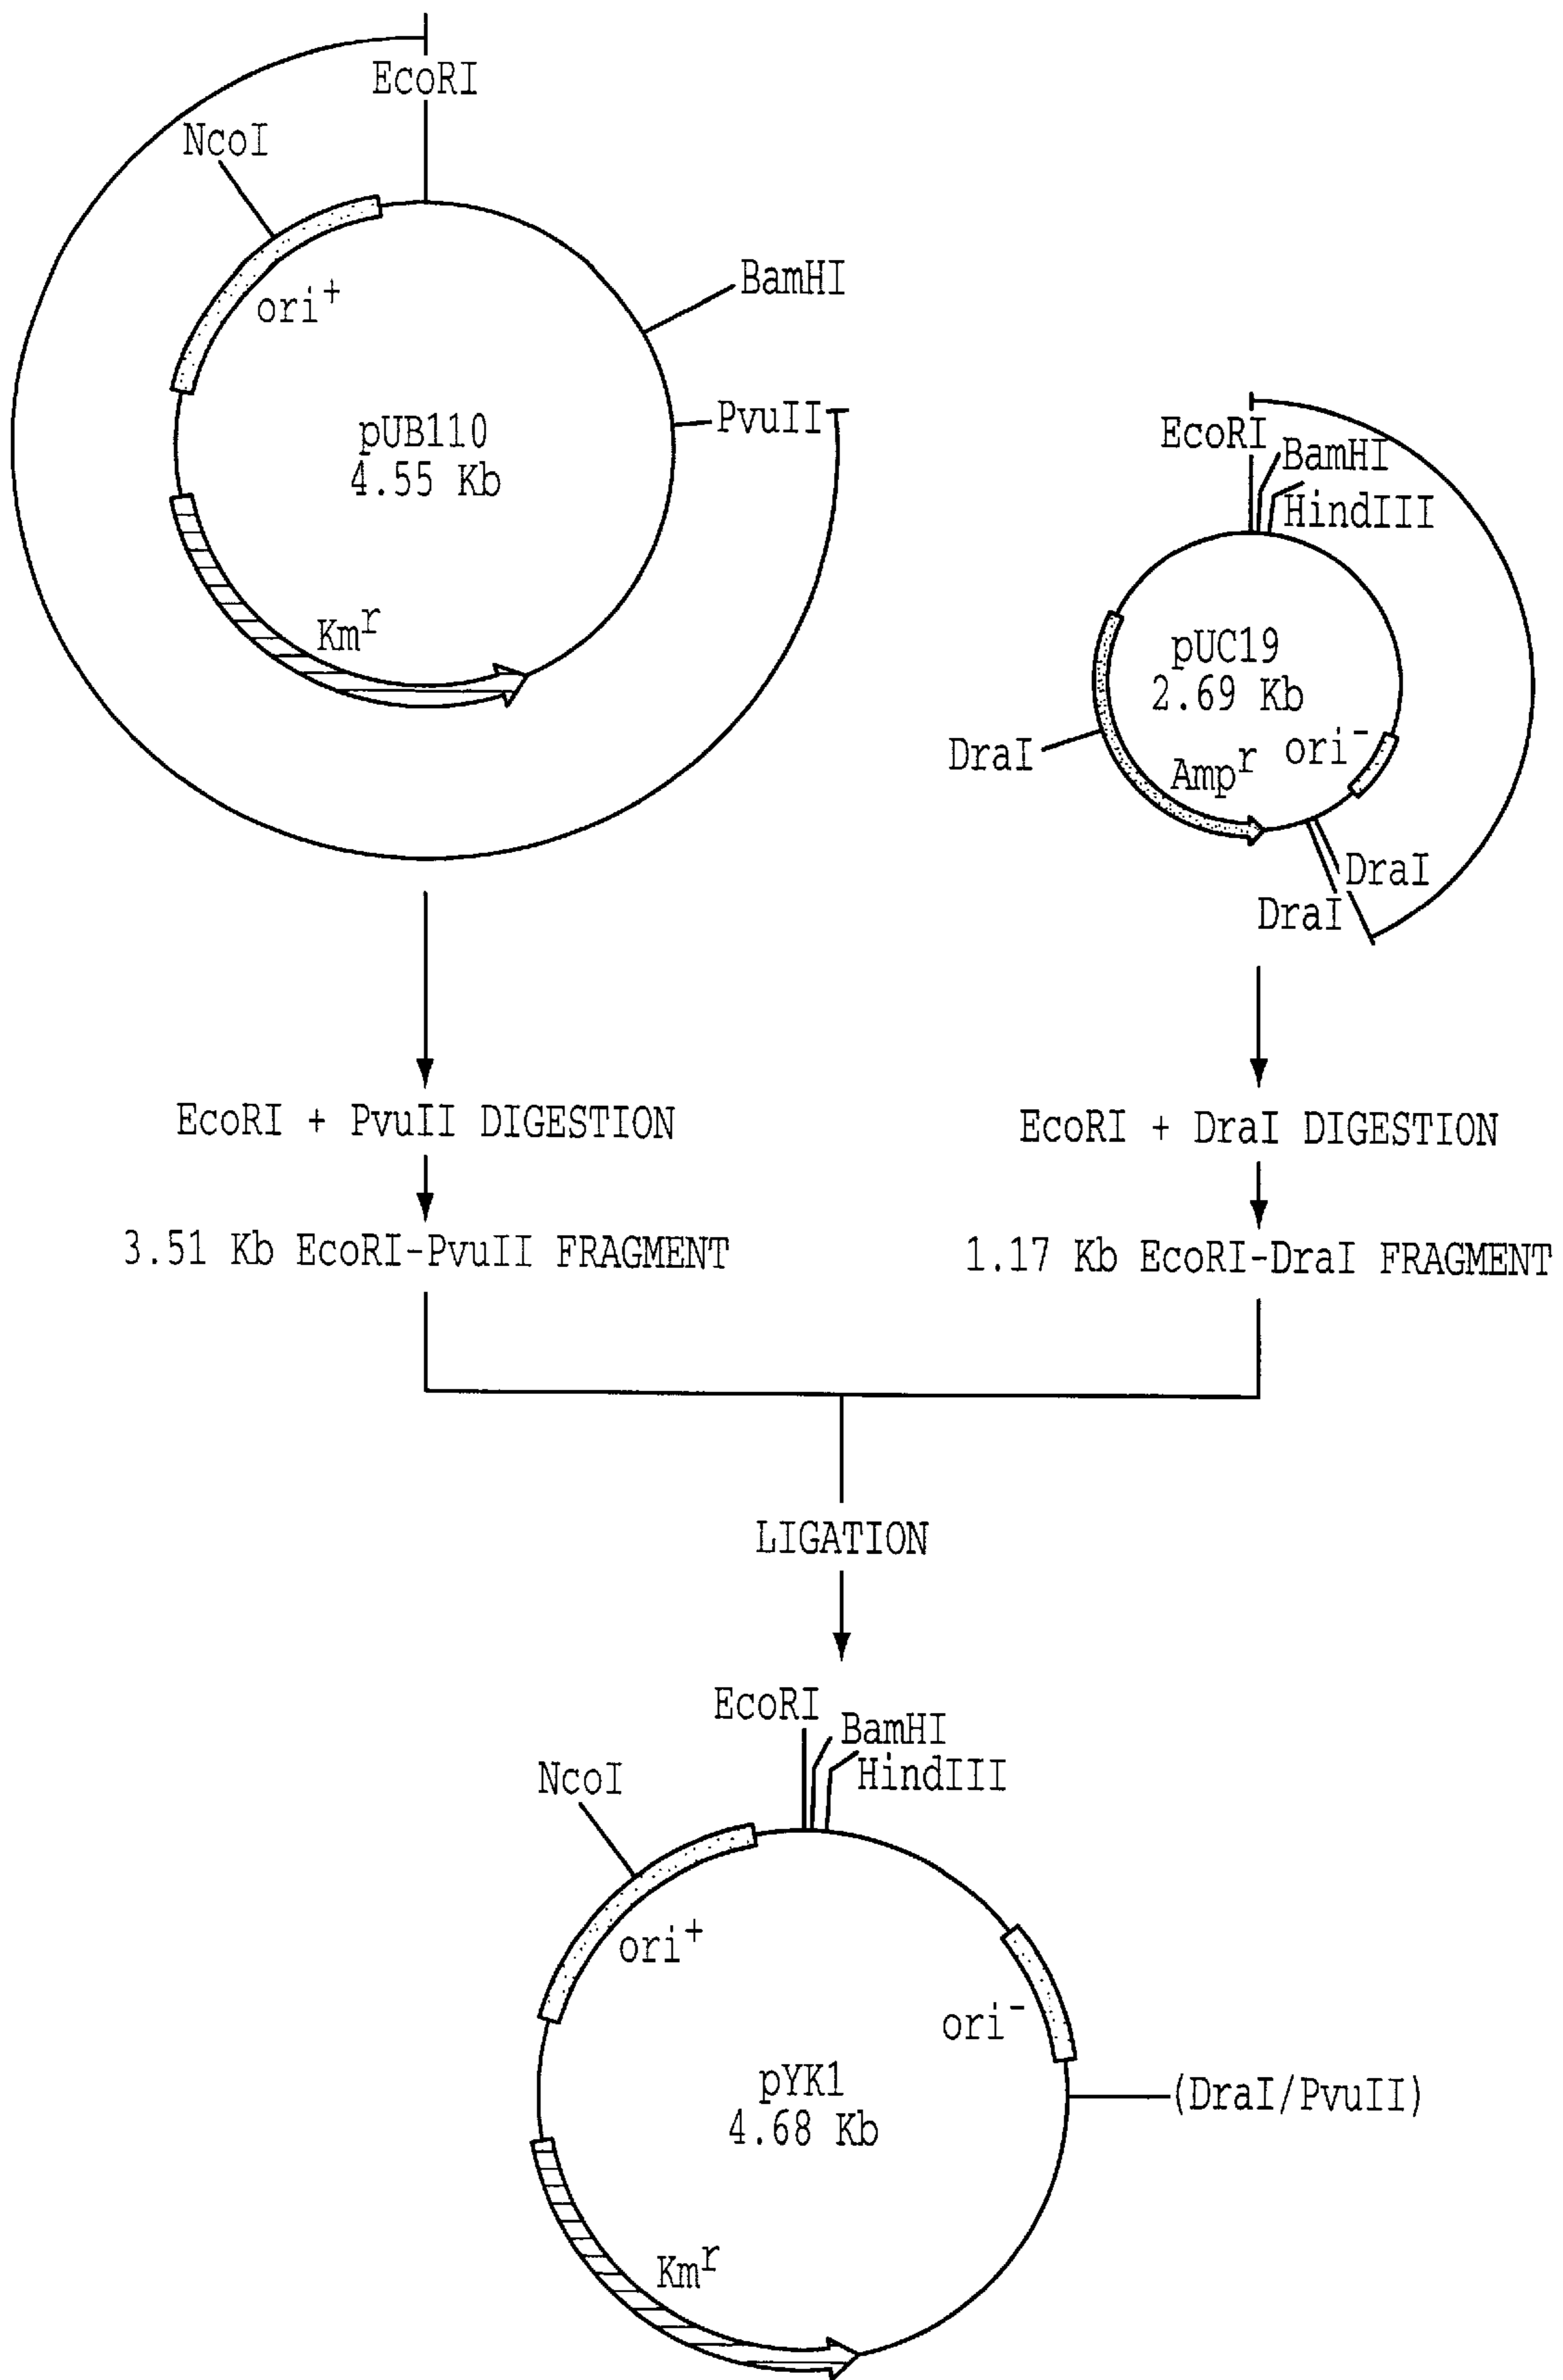 EcoRI
NcoI
BamHI
ori+
PvuII
pUB110
4.55 Kb
Kmr
EcoRI
BamHI
HindIII
pUC19
2.69 Kb
DraI
ori-
Ampr
DraI
DraI
EcoRI + PvuII DIGESTION
EcoRI + DraI DIGESTION
3.51 Kb EcoRI-PvuII FRAGMENT
1.17 Kb EcoRI-DraI FRAGMENT
LIGATION
EcoRI
BamHI
HindIII
NcoI
ori+
ori-
pYK1
4.68 Kb
(DraI/PvuII)
Kmr